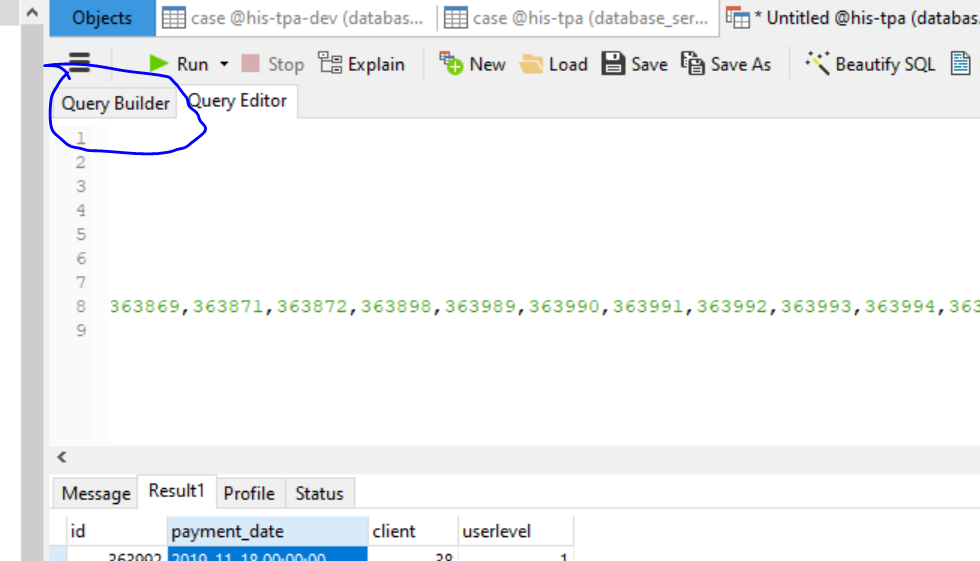 Objects case @his-tpa-dev (databas... case @his-tpa (database_ser... * Untitled @his-tpa (databas.
Run Stop Explain New Load Save Save As Beautify SQL
Query Builder Query Editor
1
2
3
4
5
6
7
8 363869,363871,363872,363898,363989,363990,363991,363992,363993,363994,363
9
Message Result1 Profile Status
id payment_date client userlevel
363992 2019-11-18 00:00:00 38 1